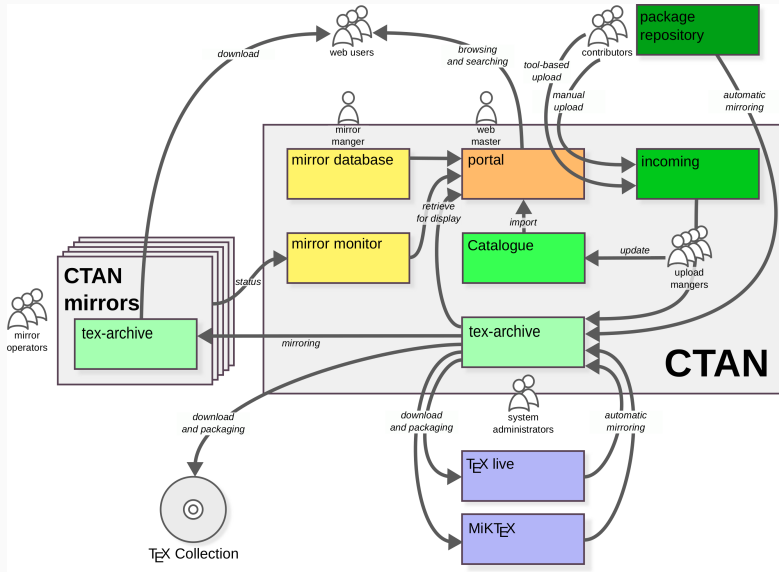 package
repository
web users
contributors
download
browsing
and searching
tool-based
upload
manual
upload
automatic
mirroring
mirror
manger
web
master
mirror database
portal
incoming
retrieve
for display
import
mirror monitor
Catalogue
update
upload
mangers
status
CTAN
mirrors
tex-archive
mirror
operators
mirroring
tex-archive
CTAN
download
and packaging
download
and packaging
system
administrators
automatic
mirroring
TEX live
MiKTEX
TEX Collection